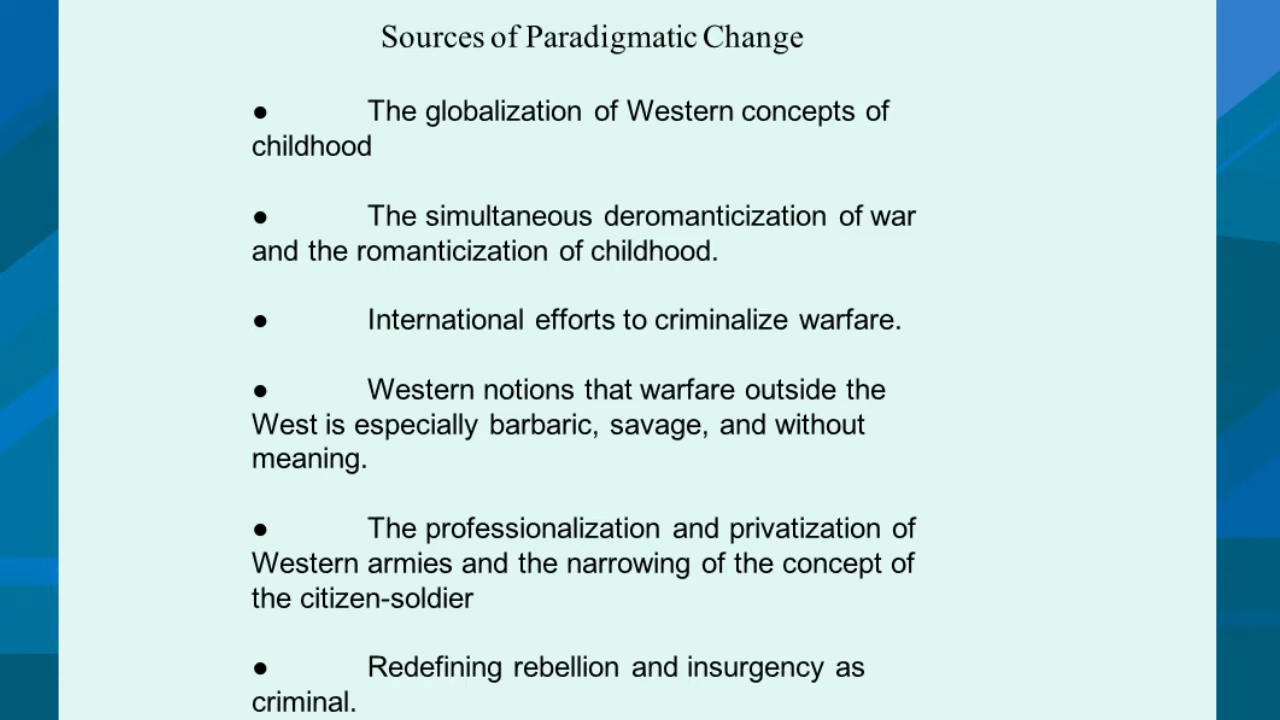 Sources of Paradigmatic Change
● The globalization of Western concepts of
childhood
● The simultaneous deromanticization of war
and the romanticization of childhood.
● International efforts to criminalize warfare.
● Western notions that warfare outside the
West is especially barbaric, savage, and without
meaning.
● The professionalization and privatization of
Western armies and the narrowing of the concept of
the citizen-soldier
● Redefining rebellion and insurgency as
criminal.